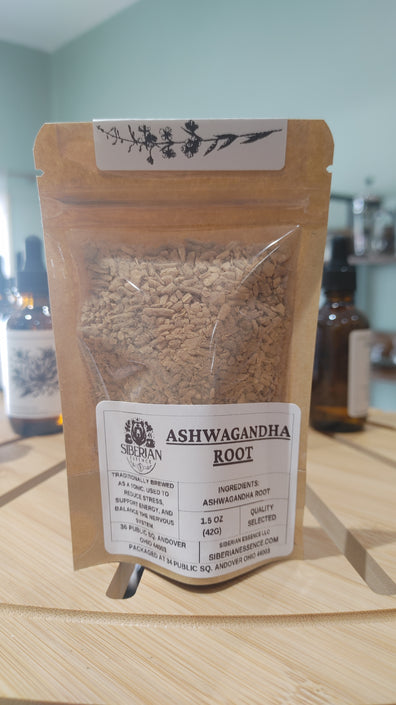 SIBERIAN
ESSENCE
ASHWAGANDHA
ROOT
TRADITIONALLY BREWED
AS A TONIC, USED TO
REDUCE STRESS,
SUPPORT ENERGY, AND
BALANCE THE NERVOUS
SYSTEM
INGREDIENTS:
ASHWAGANDHA ROOT
1.5 OZ
(42G)
QUALITY
SELECTED
36 PUBLIC SQ. ANDOVER
OHIO 44003
SIBERIAN ESSENCE LLC
SIBERIANESSENCE.COM
PACKAGED AT 34 PUBLIC SQ. ANDOVER OHIO 44003